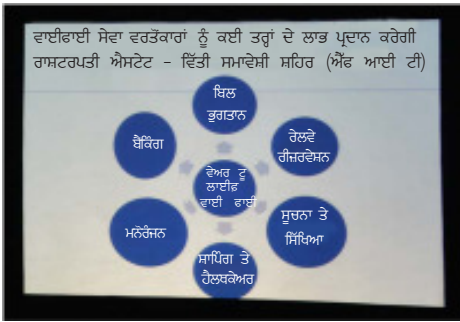 ਵਾਈਫਾਈ ਸੇਵਾ ਵਰਤੋਂਕਾਰਾਂ ਨੂੰ ਕਈ ਤਰ੍ਹਾਂ ਦੇ ਲਾਭ ਪ੍ਰਦਾਨ ਕਰੇਗੀ
ਰਾਸ਼ਟਰਪਤੀ ਐਸਟੇਟ – ਵਿੱਤੀ ਸਮਾਵੇਸ਼ੀ ਸ਼ਹਿਰ (ਐੱਫ ਆਈ ਟੀ)
ਬਿਲ
ਭੁਗਤਾਨ
ਰੇਲਵੇ
ਰੀਜ਼ਰਵੇਸ਼ਨ
ਸੂਚਨਾ ਤੇ
ਸਿੱਖਿਆ
ਸ਼ਾਪਿੰਗ ਤੇ
ਹੈਲਥਕੇਅਰ
ਮਨੋਰੰਜਨ
ਬੈਂਕਿੰਗ
ਵੇਅਰ ਟੂ
ਲਾਈਫ
ਵਾਈ ਫਾਈ